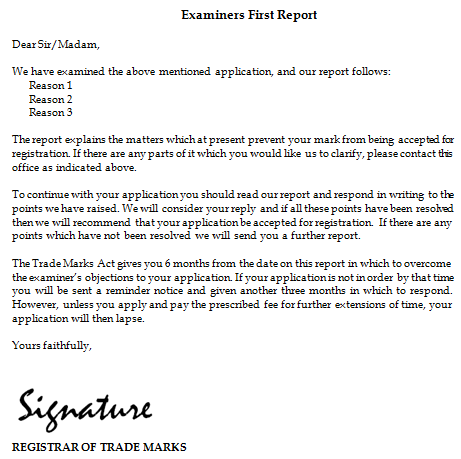 Examiners First Report
Dear Sir/Madam,
We have examined the above mentioned application, and our report follows:
Reason 1
Reason 2
Reason 3
The report explains the matters which at present prevent your mark from being accepted for
registration. If there are any parts of it which you would like us to clarify, please contact this
office as indicated above.
To continue with your application you should read our report and respond in writing to the
points we have raised. We will consider your reply and if all these points have been resolved
then we will recommend that your application be accepted for registration. If there are any
points which have not been resolved we will send you a further report.
The Trade Marks Act gives you 6 months from the date on this report in which to overcome
the examiner's objections to your application. If your application is not in order by that time
you will be sent a reminder notice and given another three months in which to respond.
However, unless you apply and pay the prescribed fee for further extensions of time, your
application will then lapse.
Yours faithfully,
Signature
REGISTRAR OF TRADE MARKS